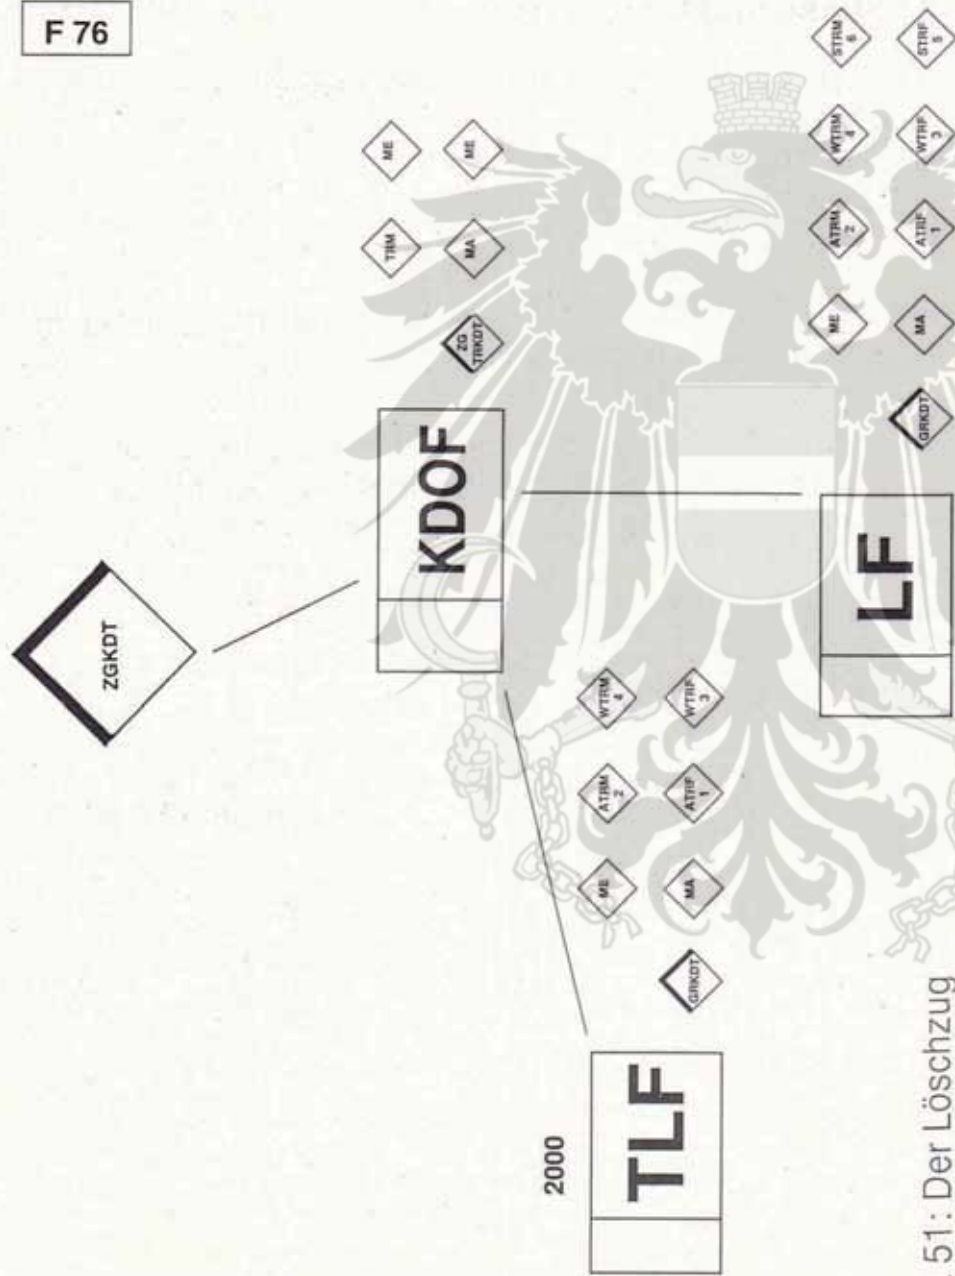 F 76
ZGKDT
KDOF
ZG
TRKDT
TRM
ME
MA
ME
2000
TLF
GRKDT
ME
ATRM
2
WTRM
4
MA
ATRF
1
WTRF
3
LF
GRKDT
ME
ATRM
2
WTRM
4
STRM
6
MA
ATRF
1
WTRF
3
STRF
5
51: Der Löschzug